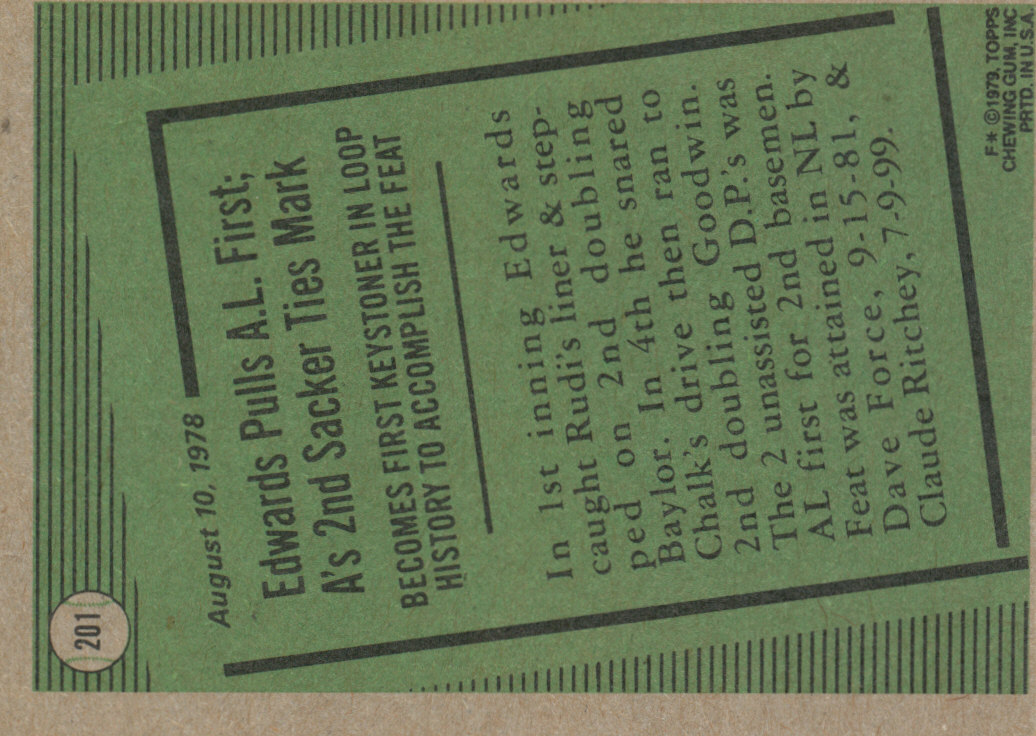 201
August 10, 1978
Edwards Pulls A.L. First;
A's 2nd Sacker Ties Mark
BECOMES FIRST KEYSTONER IN LOOP
HISTORY TO ACCOMPLISH THE FEAT
In 1st inning Edwards
caught Rudi's liner & step-
ped on 2nd doubling
Baylor. In 4th he snared
Chalk's drive then ran to
2nd doubling Goodwin.
The 2 unassisted D.P.'s was
AL first for 2nd basemen.
Feat was attained in NL by
Dave Force, 9-15-81, &
Claude Ritchey, 7-9-99.
F* ©1979, TOPPS
CHEWING GUM, INC
PRTD. IN U.S.A.